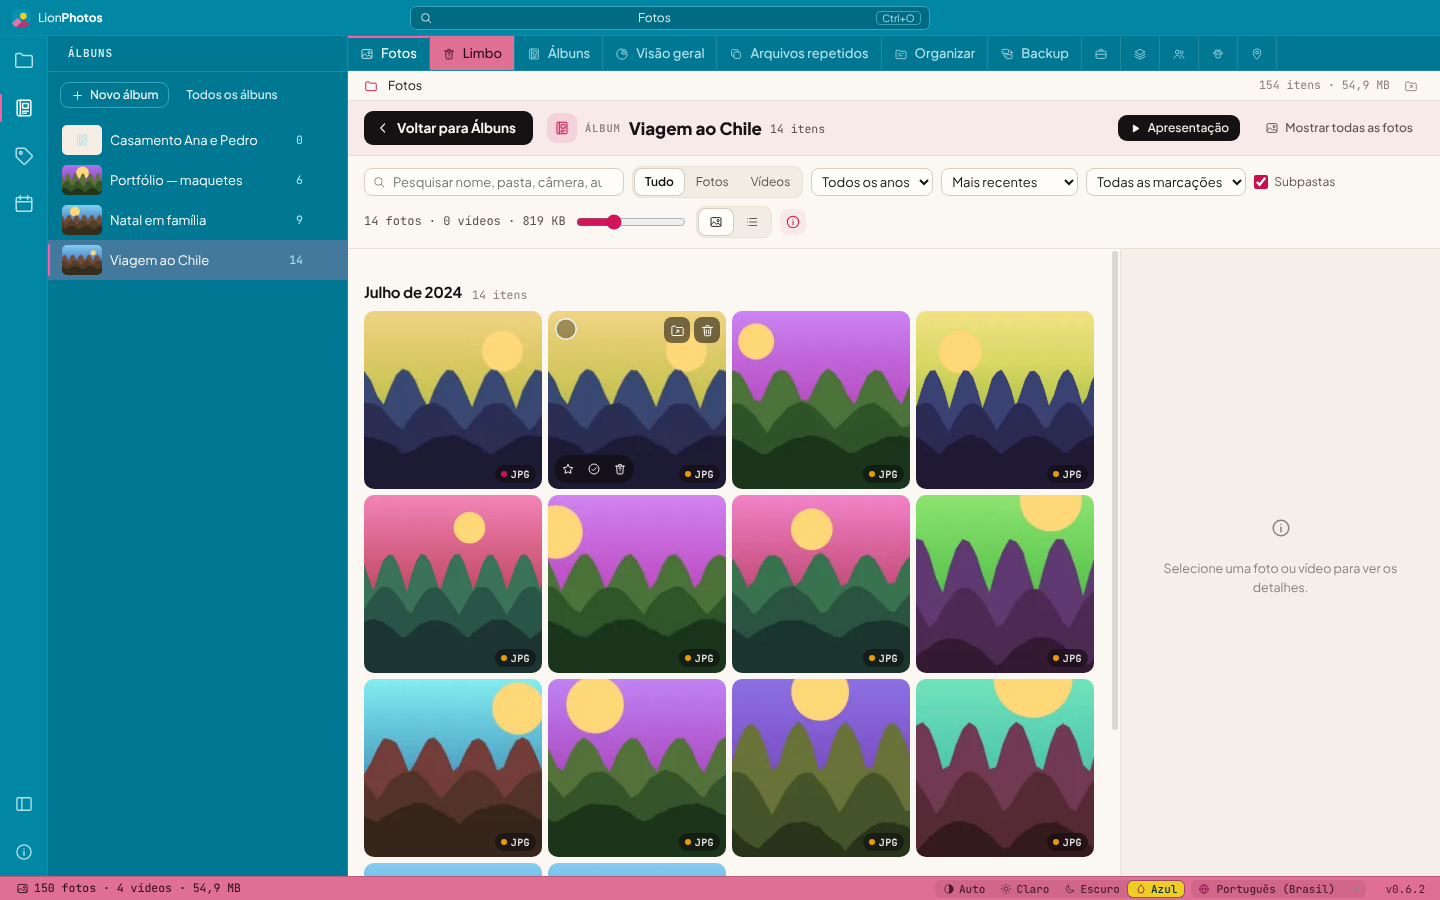 LionPhotos
Fotos
Ctrl+O
ÁLBUNS
Fotos
Limbo
Álbuns
Visão geral
Arquivos repetidos
Organizar
Backup
Fotos
154 itens · 54,9 MB
Novo álbum
Todos os álbuns
Casamento Ana e Pedro 0
Portfólio — maquetes 6
Natal em família 9
Viagem ao Chile 14
Voltar para Álbuns
ÁLBUM Viagem ao Chile 14 itens
Apresentação
Mostrar todas as fotos
Pesquisar nome, pasta, câmera, au
Tudo
Fotos
Vídeos
Todos os anos
Mais recentes
Todas as marcações
Subpastas
14 fotos · 0 vídeos · 819 KB
Julho de 2024 14 itens
JPG
JPG
JPG
JPG
JPG
JPG
JPG
JPG
JPG
JPG
JPG
JPG
Selecione uma foto ou vídeo para ver os
detalhes.
150 fotos · 4 vídeos · 54,9 MB
Auto
Claro
Escuro
Azul
Português (Brasil)
v0.6.2